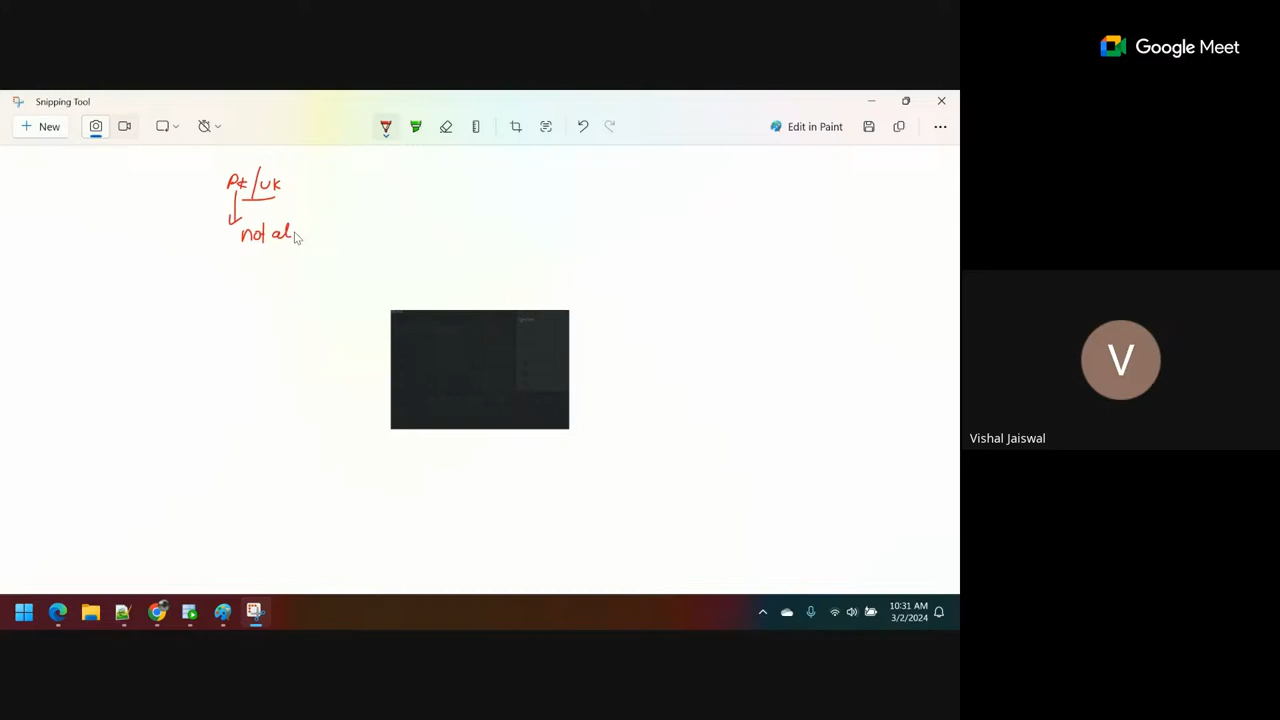 Google Meet
Snipping Tool
New
Edit in Paint
PK/UK
not al
V
Vishal Jaiswal
10:31 AM
3/2/2024